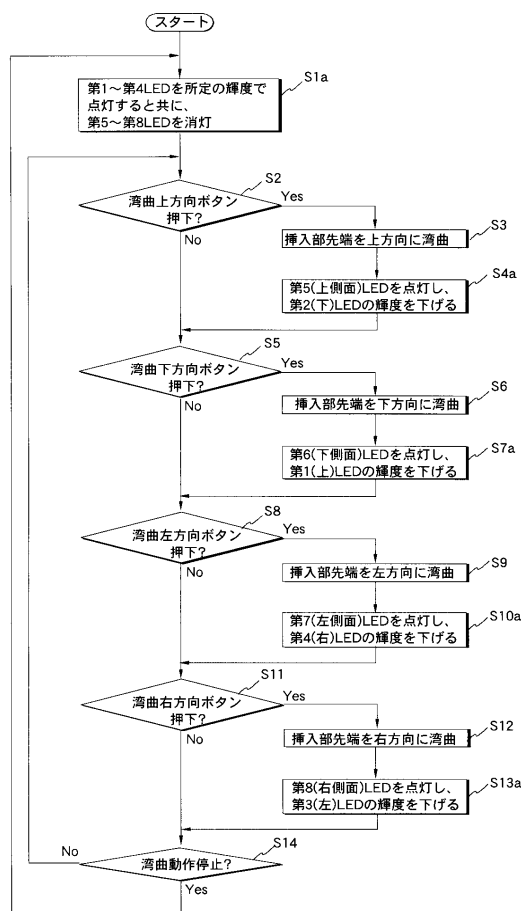 スタート
S1a
第1～第4LEDを所定の輝度で
点灯すると共に、
第5～第8LEDを消灯
S2
湾曲上方向ボタン
押下?
Yes
No
S3
挿入部先端を上方向に湾曲
S4a
第5(上側面)LEDを点灯し、
第2(下)LEDの輝度を下げる
S5
湾曲下方向ボタン
押下?
Yes
No
S6
挿入部先端を下方向に湾曲
S7a
第6(下側面)LEDを点灯し、
第1(上)LEDの輝度を下げる
S8
湾曲左方向ボタン
押下?
Yes
No
S9
挿入部先端を左方向に湾曲
S10a
第7(左側面)LEDを点灯し、
第4(右)LEDの輝度を下げる
S11
湾曲右方向ボタン
押下?
Yes
No
S12
挿入部先端を右方向に湾曲
S13a
第8(右側面)LEDを点灯し、
第3(左)LEDの輝度を下げる
S14
湾曲動作停止?
No
Yes